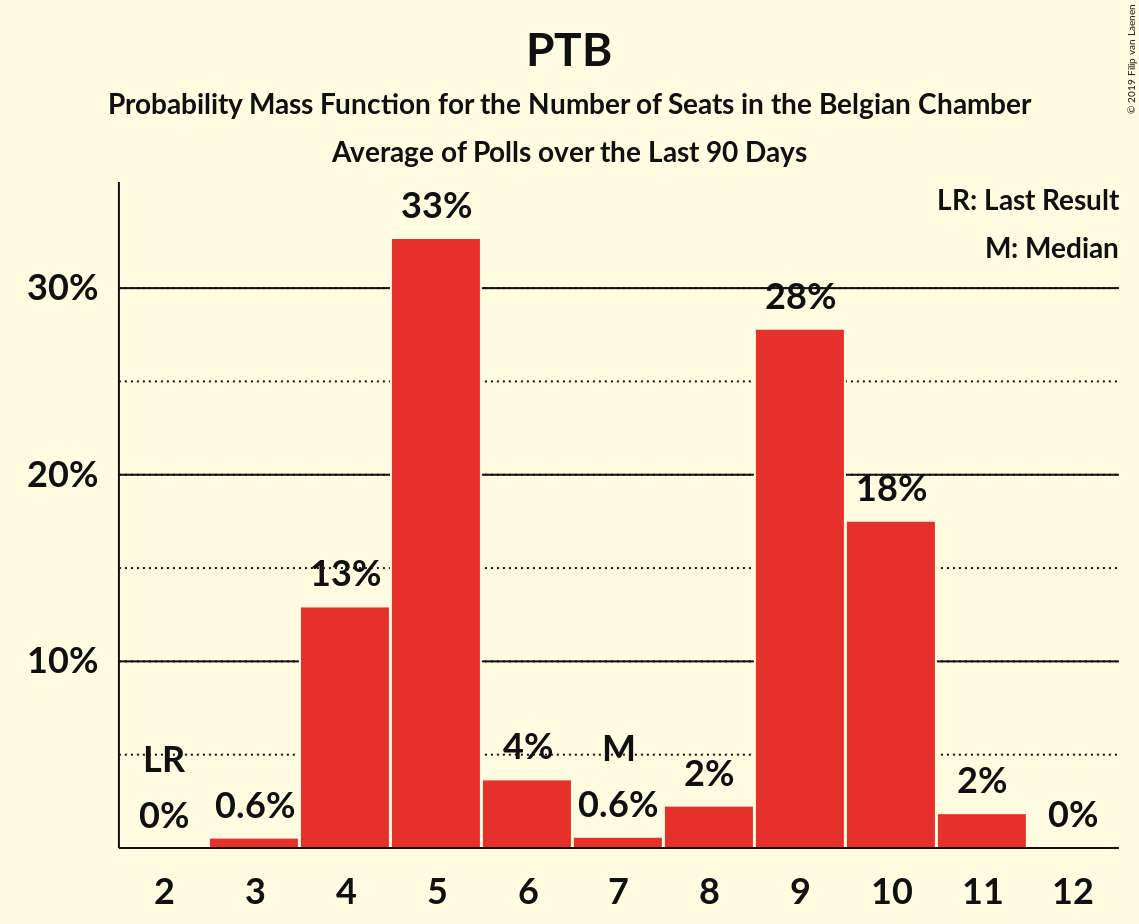 PTB
Probability Mass Function for the Number of Seats in the Belgian Chamber
Average of Polls over the Last 90 Days
© 2019 Filip van Laenen
LR: Last Result
M: Median
33%
30%
28%
20%
18%
13%
10%
LR
4%
M
2%
2%
0%
0.6%
0.6%
0%
2 3 4 5 6 7 8 9 10 11 12